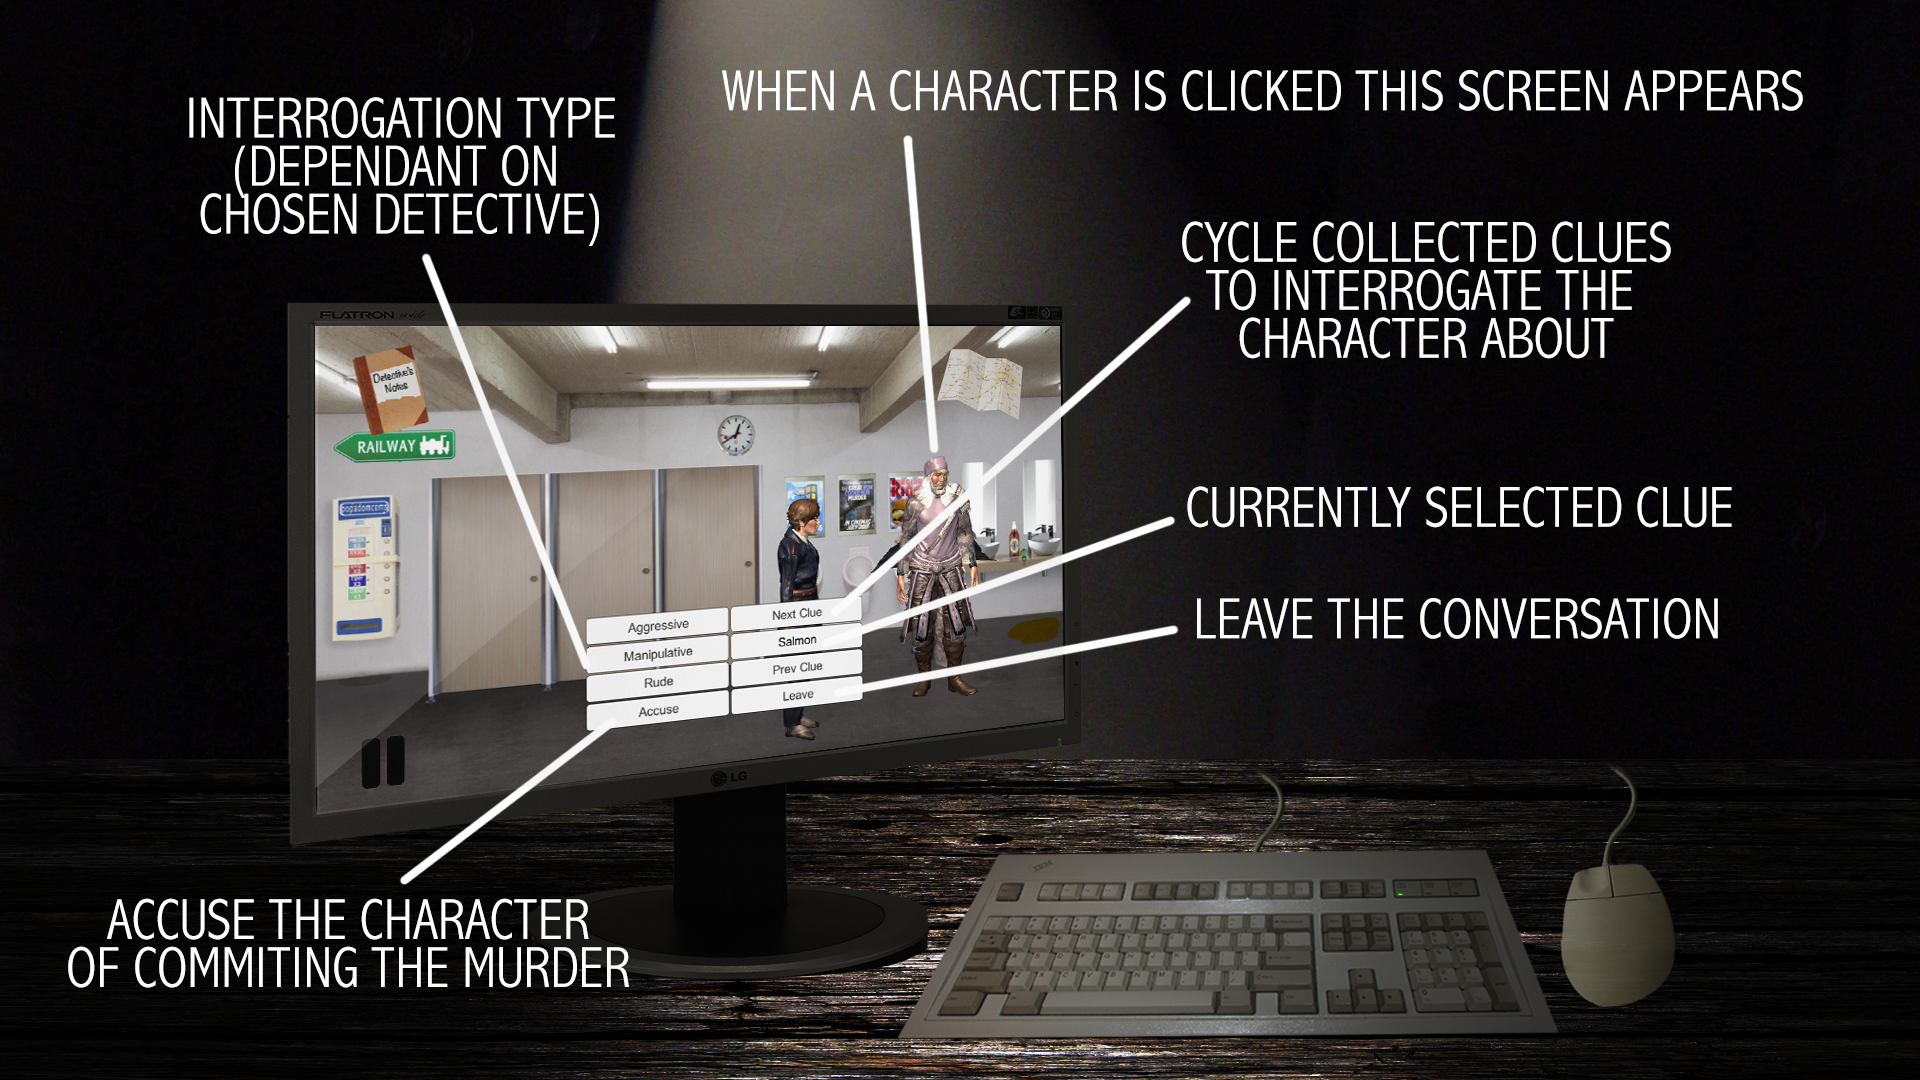 WHEN A CHARACTER IS CLICKED THIS SCREEN APPEARS
INTERROGATION TYPE
(DEPENDANT ON
CHOSEN DETECTIVE)
CYCLE COLLECTED CLUES
TO INTERROGATE THE
CHARACTER ABOUT
CURRENTLY SELECTED CLUE
LEAVE THE CONVERSATION
ACCUSE THE CHARACTER
OF COMMITING THE MURDER
FLATRON wide
Detective's
Notes
RAILWAY
Aggressive
Manipulative
Rude
Accuse
Next Clue
Salmon
Prev Clue
Leave
LG
IBM